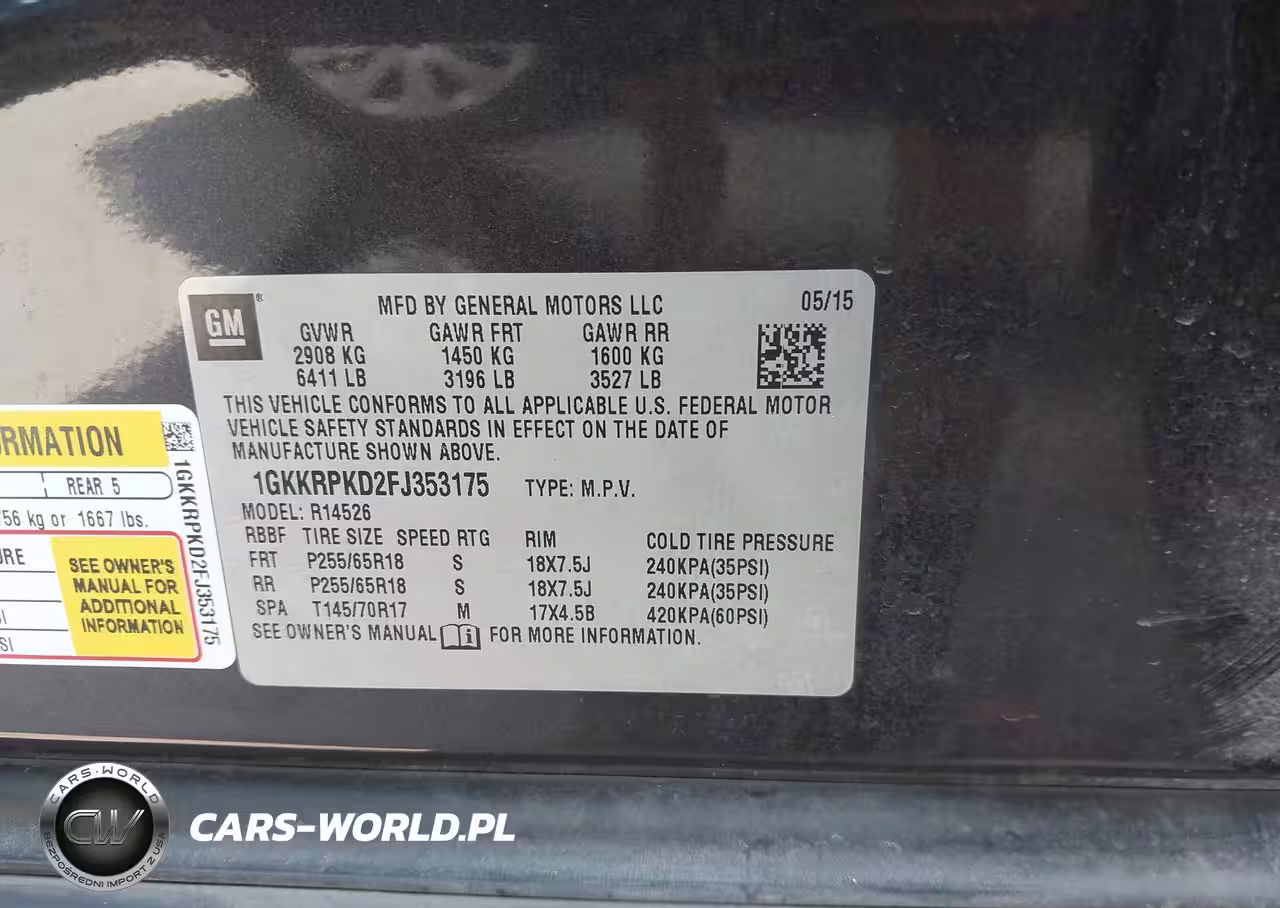 GM ®
MFD BY GENERAL MOTORS LLC 05/15
GVWR GAWR FRT GAWR RR
2908 KG 1450 KG 1600 KG
6411 LB 3196 LB 3527 LB
THIS VEHICLE CONFORMS TO ALL APPLICABLE U.S. FEDERAL MOTOR
VEHICLE SAFETY STANDARDS IN EFFECT ON THE DATE OF
MANUFACTURE SHOWN ABOVE.
1GKKRPKD2FJ353175 TYPE: M.P.V.
MODEL: R14526
RBBF TIRE SIZE SPEED RTG RIM COLD TIRE PRESSURE
FRT P255/65R18 S 18X7.5J 240KPA(35PSI)
RR P255/65R18 S 18X7.5J 240KPA(35PSI)
SPA T145/70R17 M 17X4.5B 420KPA(60PSI)
SEE OWNER'S MANUAL FOR MORE INFORMATION.
RMATION
REAR 5
756 kg or 1667 lbs.
URE
SEE OWNER'S
MANUAL FOR
ADDITIONAL
INFORMATION
SI
1GKKRPKD2FJ353175
CARS-WORLD
CW
BEZPOŚREDNI IMPORT Z USA
CARS-WORLD.PL